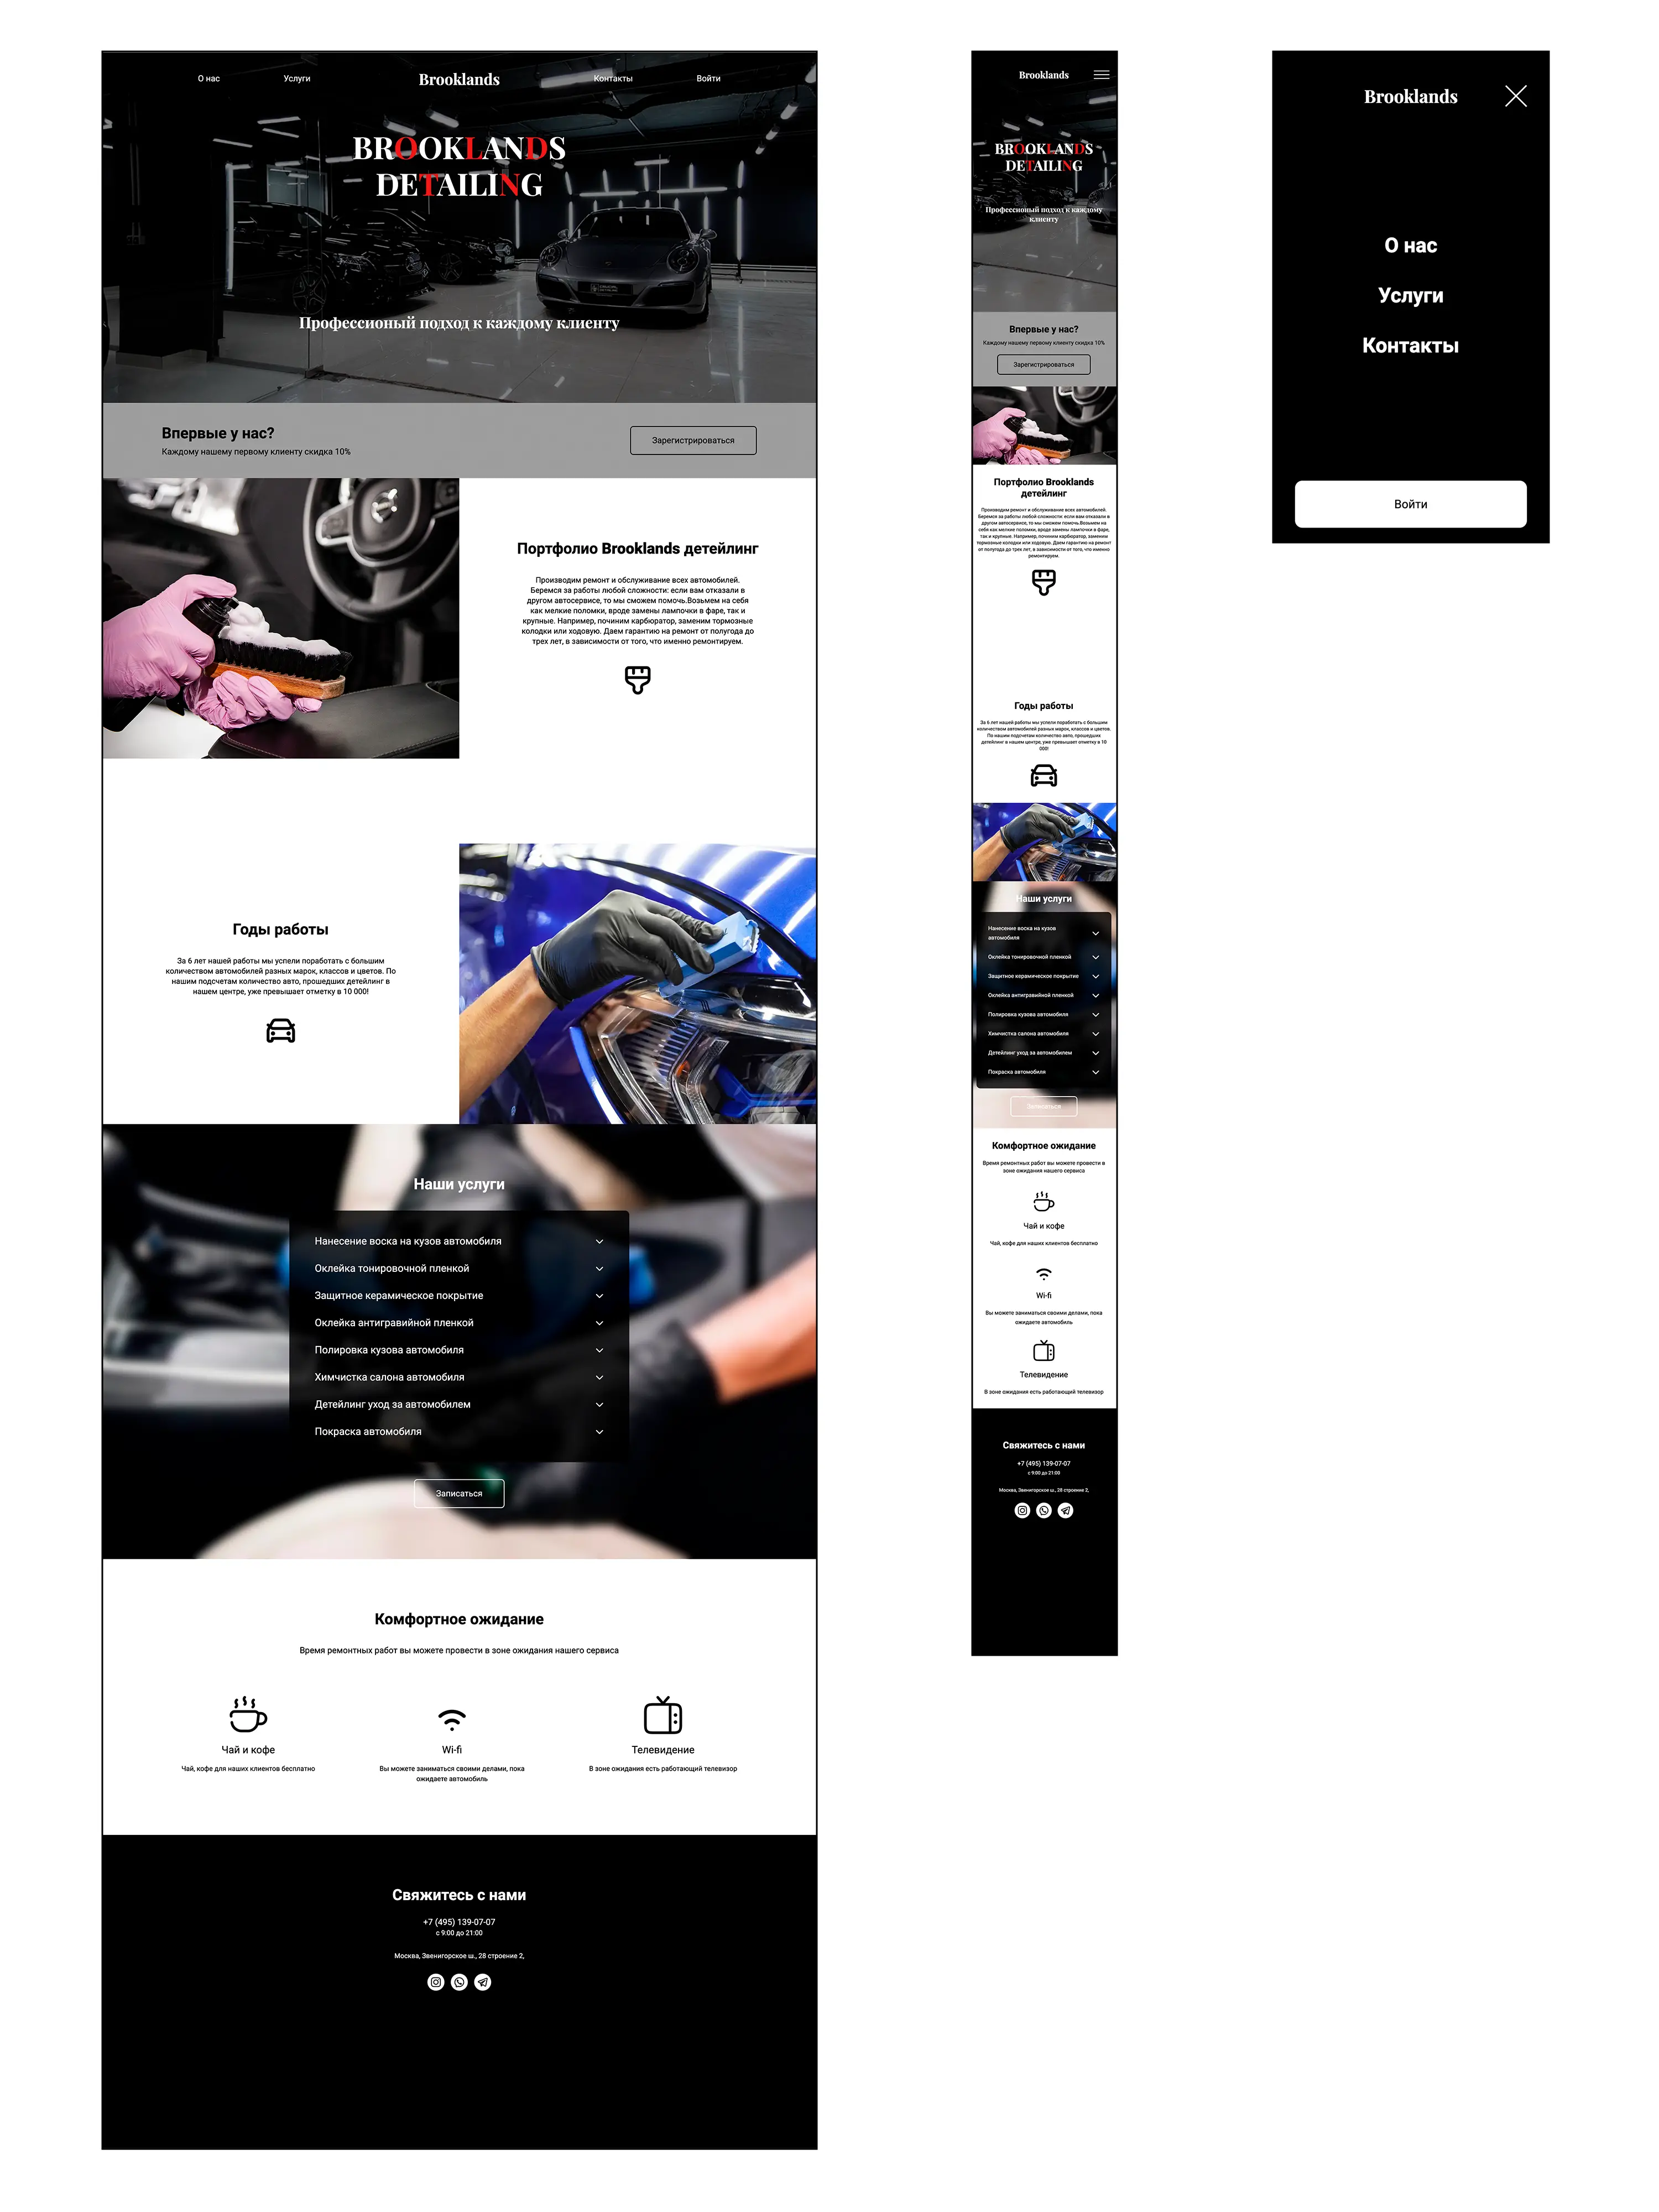 О нас Услуги Brooklands Контакты Войти
BROOKLANDS
DETAILING
Профессионый подход к каждому клиенту
Впервые у нас?
Каждому нашему первому клиенту скидка 10%
Зарегистрироваться
Портфолио Brooklands детейлинг
Производим ремонт и обслуживание всех автомобилей.
Беремся за работы любой сложности: если вам отказали в
другом автосервисе, то мы сможем помочь.Возьмем на себя
как мелкие поломки, вроде замены лампочки в фаре, так и
крупные. Например, починим карбюратор, заменим тормозные
колодки или ходовую. Даем гарантию на ремонт от полугода до
трех лет, в зависимости от того, что именно ремонтируем.
Годы работы
За 6 лет нашей работы мы успели поработать с большим
количеством автомобилей разных марок, классов и цветов. По
нашим подсчетам количество авто, прошедших детейлинг в
нашем центре, уже превышает отметку в 10 000!
Наши услуги
Нанесение воска на кузов автомобиля
Оклейка тонировочной пленкой
Защитное керамическое покрытие
Оклейка антигравийной пленкой
Полировка кузова автомобиля
Химчистка салона автомобиля
Детейлинг уход за автомобилем
Покраска автомобиля
Записаться
Комфортное ожидание
Время ремонтных работ вы можете провести в зоне ожидания нашего сервиса
Чай и кофе
Чай, кофе для наших клиентов бесплатно
Wi-fi
Вы можете заниматься своими делами, пока
ожидаете автомобиль
Телевидение
В зоне ожидания есть работающий телевизор
Свяжитесь с нами
+7 (495) 139-07-07
с 9:00 до 21:00
Москва, Звенигорское ш., 28 строение 2,
Brooklands
BROOKLANDS
DETAILING
Профессионый подход к каждому
клиенту
Впервые у нас?
Каждому нашему первому клиенту скидка 10%
Зарегистрироваться
Портфолио Brooklands
детейлинг
Производим ремонт и обслуживание всех автомобилей.
Беремся за работы любой сложности: если вам отказали в
другом автосервисе, то мы сможем помочь.Возьмем на
себя как мелкие поломки, вроде замены лампочки в фаре,
так и крупные. Например, починим карбюратор, заменим
тормозные колодки или ходовую. Даем гарантию на ремонт
от полугода до трех лет, в зависимости от того, что именно
ремонтируем.
Годы работы
За 6 лет нашей работы мы успели поработать с большим
количеством автомобилей разных марок, классов и цветов.
По нашим подсчетам количество авто, прошедших
детейлинг в нашем центре, уже превышает отметку в 10
000!
Наши услуги
Нанесение воска на кузов
автомобиля
Оклейка тонировочной пленкой
Защитное керамическое покрытие
Оклейка антигравийной пленкой
Полировка кузова автомобиля
Химчистка салона автомобиля
Детейлинг уход за автомобилем
Покраска автомобиля
Записаться
Комфортное ожидание
Время ремонтных работ вы можете провести в
зоне ожидания нашего сервиса
Чай и кофе
Чай, кофе для наших клиентов бесплатно
Wi-fi
Вы можете заниматься своими делами, пока
ожидаете автомобиль
Телевидение
В зоне ожидания есть работающий телевизор
Свяжитесь с нами
+7 (495) 139-07-07
с 9:00 до 21:00
Москва, Звенигорское ш., 28 строение 2,
Brooklands
О нас
Услуги
Контакты
Войти